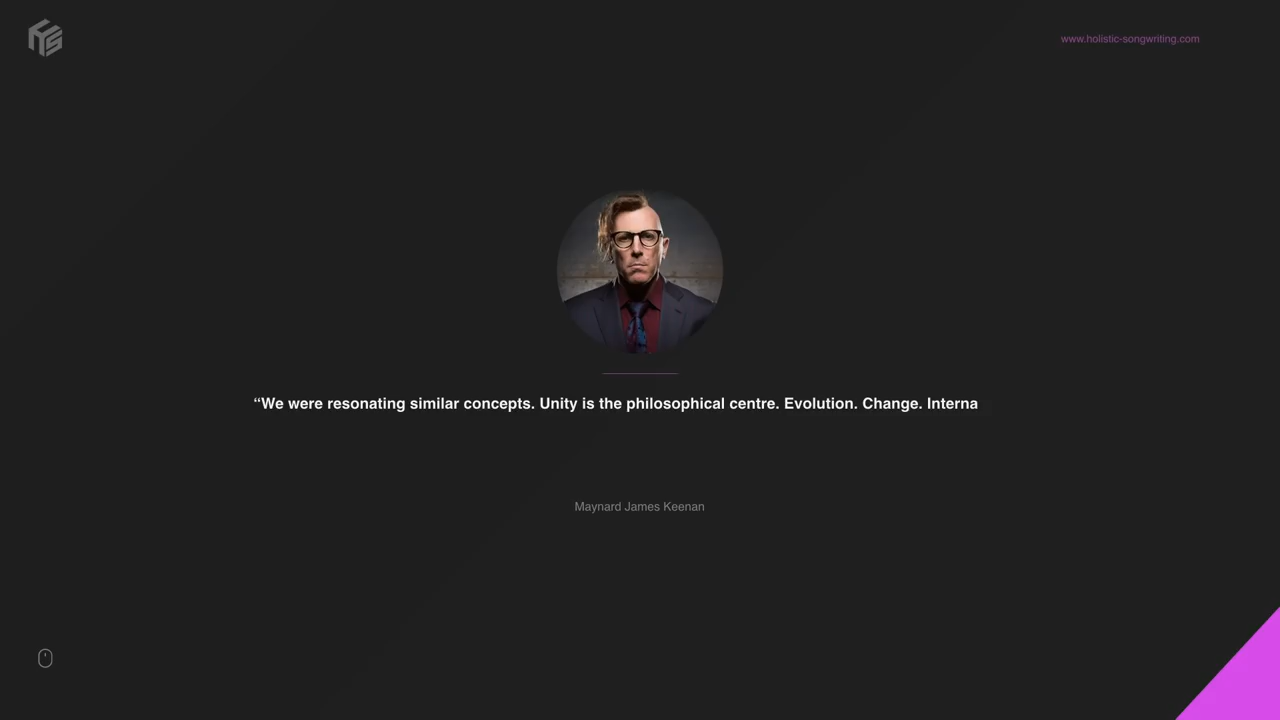 www.holistic-songwriting.com
“We were resonating similar concepts. Unity is the philosophical centre. Evolution. Change. Interna
Maynard James Keenan